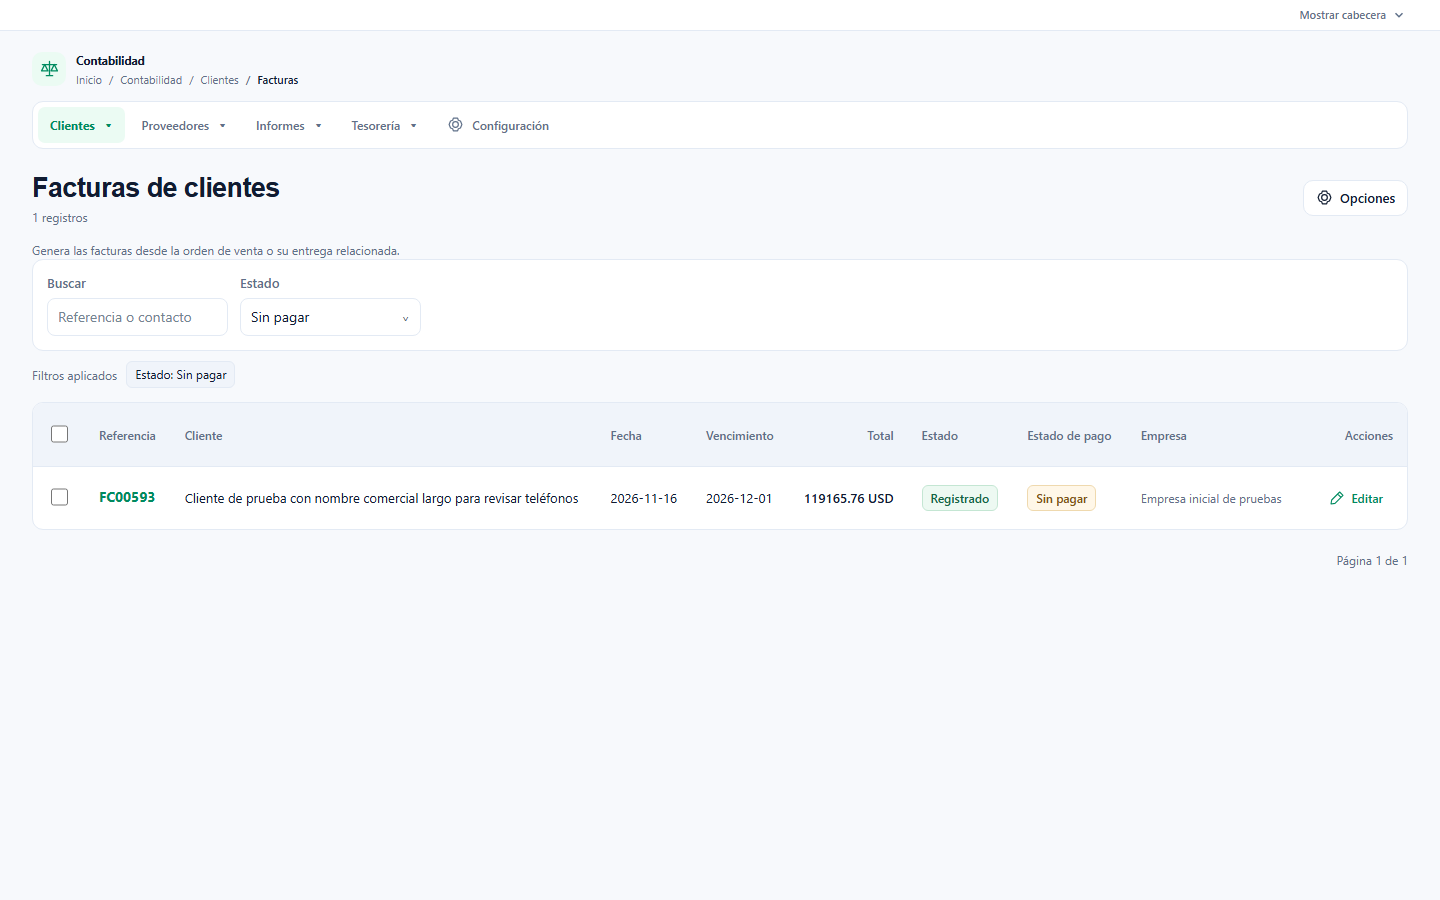 Mostrar cabecera
Contabilidad
Inicio / Contabilidad / Clientes / Facturas
Clientes Proveedores Informes Tesorería Configuración
Facturas de clientes
1 registros
Opciones
Genera las facturas desde la orden de venta o su entrega relacionada.
Buscar Estado
Referencia o contacto Sin pagar
Filtros aplicados Estado: Sin pagar
Referencia Cliente Fecha Vencimiento Total Estado Estado de pago Empresa Acciones
FC00593 Cliente de prueba con nombre comercial largo para revisar teléfonos 2026-11-16 2026-12-01 119165.76 USD Registrado Sin pagar Empresa inicial de pruebas Editar
Página 1 de 1